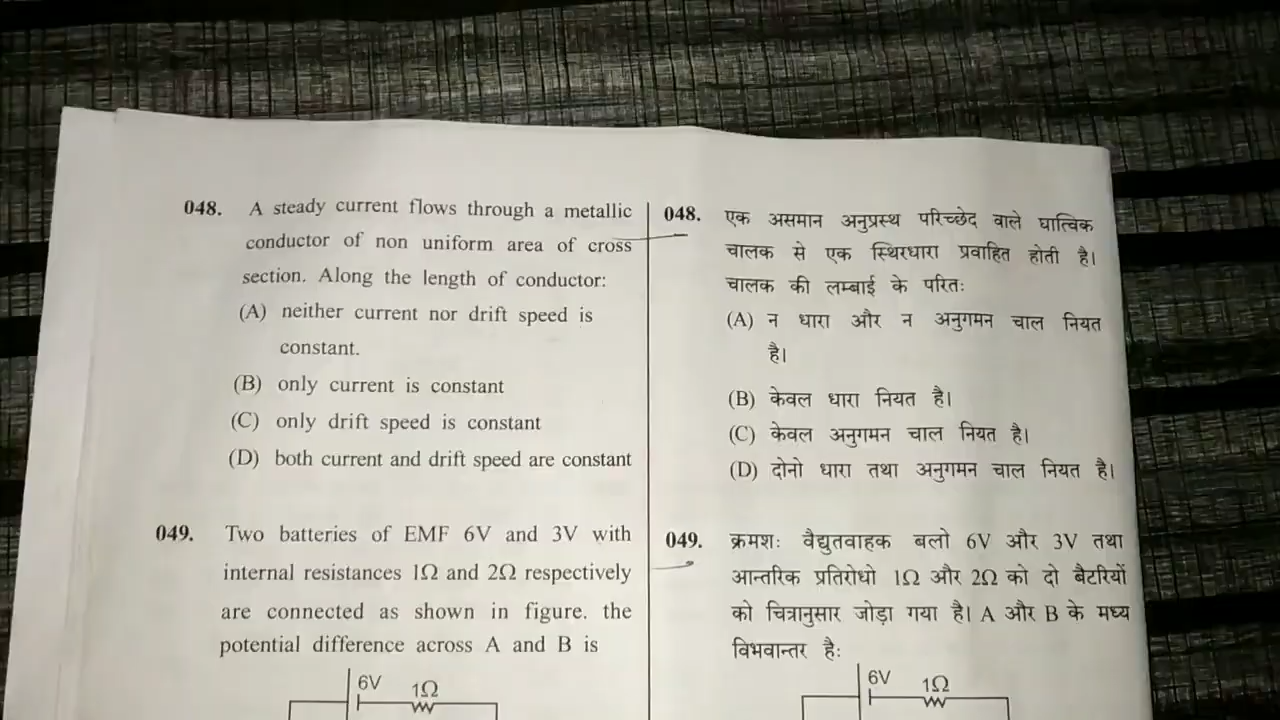 048. A steady current flows through a metallic
conductor of non uniform area of cross
section. Along the length of conductor:
(A) neither current nor drift speed is
constant.
(B) only current is constant
(C) only drift speed is constant
(D) both current and drift speed are constant
049. Two batteries of EMF 6V and 3V with
internal resistances 1Ω and 2Ω respectively
are connected as shown in figure. the
potential difference across A and B is
6V 1Ω
048. एक असमान अनुप्रस्थ परिच्छेद वाले घात्विक
चालक से एक स्थिरधारा प्रवाहित होती है।
चालक की लम्बाई के परितः
(A) न धारा और न अनुगमन चाल नियत
है।
(B) केवल धारा नियत है।
(C) केवल अनुगमन चाल नियत है।
(D) दोनो धारा तथा अनुगमन चाल नियत है।
049. क्रमशः वैद्युतवाहक बलो 6V और 3V तथा
आन्तरिक प्रतिरोधो 1Ω और 2Ω को दो बैटरियों
को चित्रानुसार जोड़ा गया है। A और B के मध्य
विभवान्तर हैः
6V 1Ω